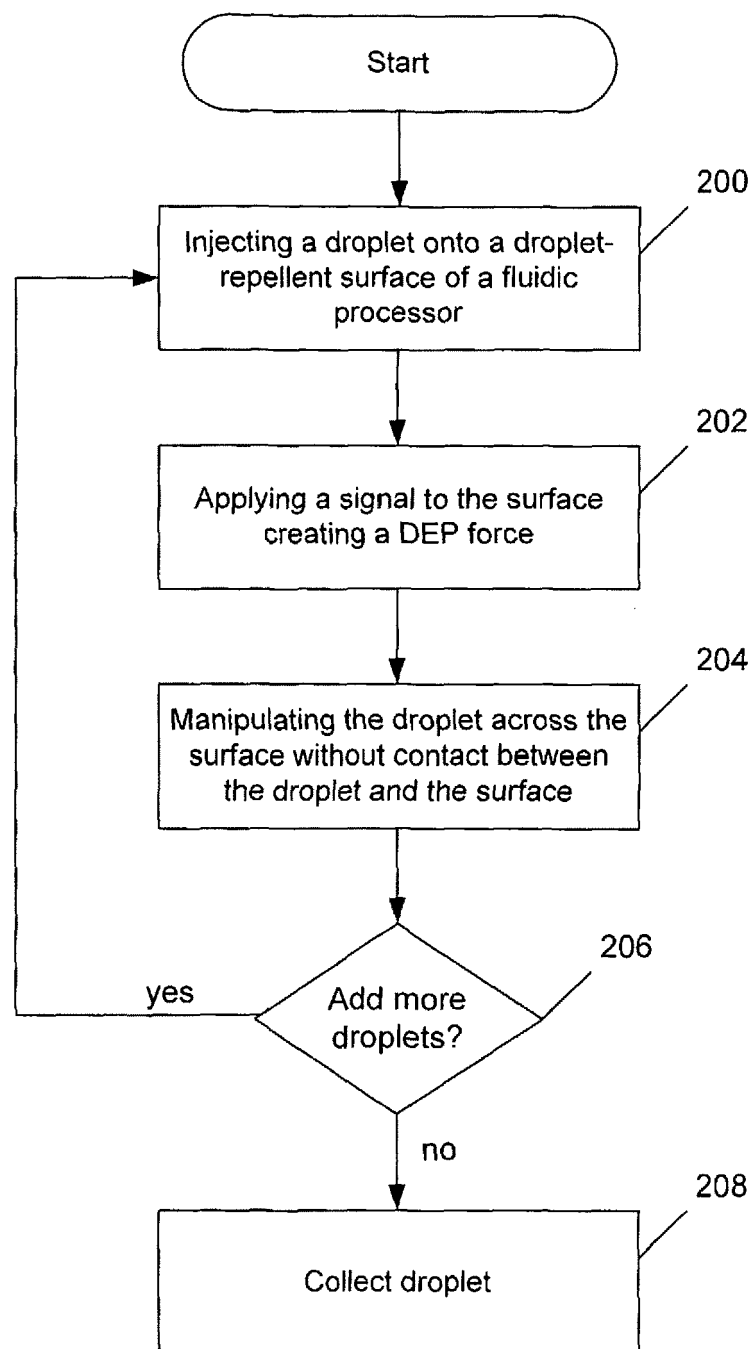 Start
200
Injecting a droplet onto a droplet-
repellent surface of a fluidic
processor
202
Applying a signal to the surface
creating a DEP force
204
Manipulating the droplet across the
surface without contact between
the droplet and the surface
206
Add more
droplets?
yes
no
208
Collect droplet